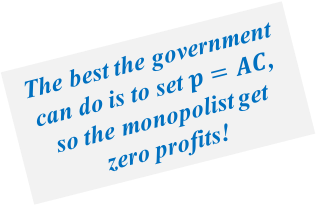 The best the government
can do is to set p = AC,
so the monopolist get
zero profits!